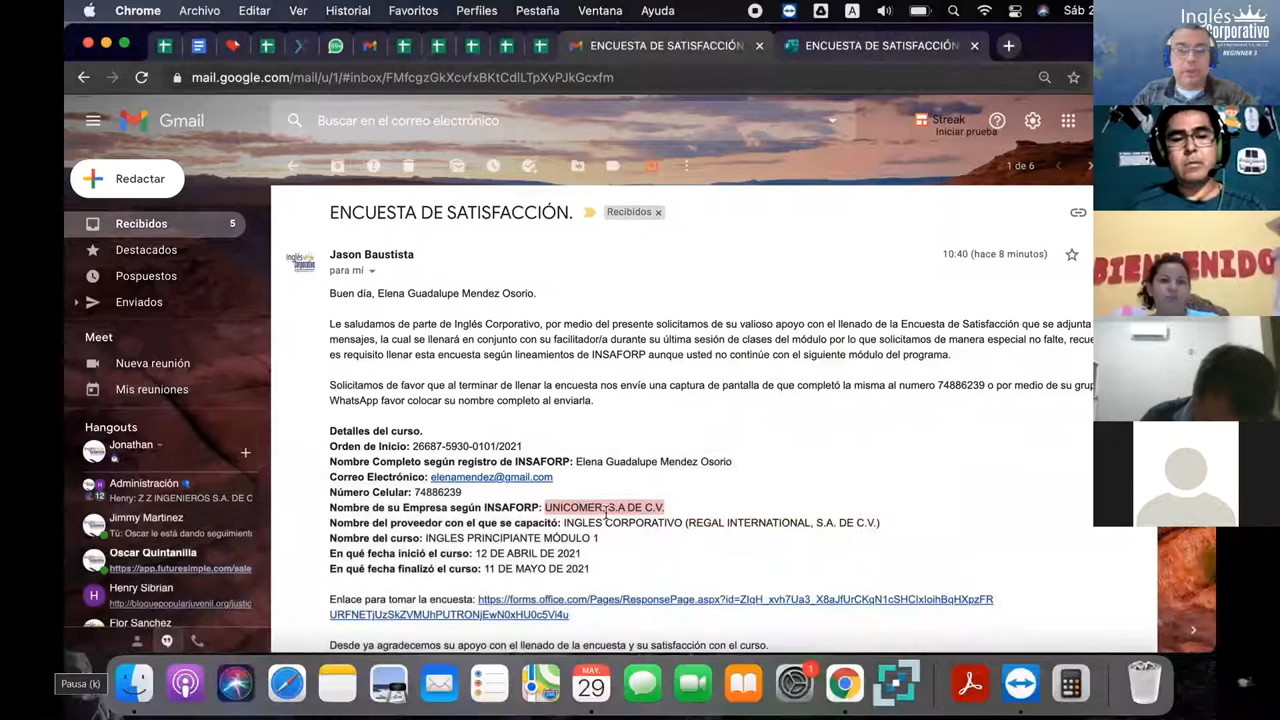 Chrome Archivo Editar Ver Historial Favoritos Perfiles Pestaña Ventana Ayuda
A
Sáb 2
ENCUESTA DE SATISFACCIÓN
ENCUESTA DE SATISFACCIÓN
mail.google.com/mail/u/1/#inbox/FMfcgzGkXcvfxBKtCdlLTpXvPJkGcxfm
Gmail
Buscar en el correo electrónico
Streak
Iniciar prueba
Redactar
1 de 6
Recibidos 5
Destacados
Pospuestos
Enviados
Meet
Nueva reunión
Mis reuniones
Hangouts
Jonathan
Administración
12
Henry: Z Z INGENIEROS S.A. DE C
Jimmy Martinez
Tú: Oscar le está dando seguimient
Oscar Quintanilla
https://app.futuresimple.com/sale
Henry Sibrian
H
http://bloquepopularjuvenil.org/justic
Flor Sanchez
ENCUESTA DE SATISFACCIÓN.
Recibidos x
Jason Baustista
10:40 (hace 8 minutos)
para mí
Buen día, Elena Guadalupe Mendez Osorio.
Le saludamos de parte de Inglés Corporativo, por medio del presente solicitamos de su valioso apoyo con el llenado de la Encuesta de Satisfacción que se adjunta
mensajes, la cual se llenará en conjunto con su facilitador/a durante su última sesión de clases del módulo por lo que solicitamos de manera especial no falte, recue
es requisito llenar esta encuesta según lineamientos de INSAFORP aunque usted no continúe con el siguiente módulo del programa.
Solicitamos de favor que al terminar de llenar la encuesta nos envíe una captura de pantalla de que completó la misma al numero 74886239 o por medio de su grup
WhatsApp favor colocar su nombre completo al enviarla.
Detalles del curso.
Orden de Inicio: 26687-5930-0101/2021
Nombre Completo según registro de INSAFORP: Elena Guadalupe Mendez Osorio
Correo Electrónico: elenamendez@gmail.com
Número Celular: 74886239
Nombre de su Empresa según INSAFORP: UNICOMER, S.A DE C.V.
Nombre del proveedor con el que se capacitó: INGLES CORPORATIVO (REGAL INTERNATIONAL, S.A. DE C.V.)
Nombre del curso: INGLES PRINCIPIANTE MÓDULO 1
En qué fecha inició el curso: 12 DE ABRIL DE 2021
En qué fecha finalizó el curso: 11 DE MAYO DE 2021
Enlace para tomar la encuesta: https://forms.office.com/Pages/ResponsePage.aspx?id=ZIqH_xvh7Ua3_X8aJfUrCKqN1cSHCIxIoihBqHXpzFR
URFNETjUzSkZVMUhPUTRONjEwN0xHU0c5Vi4u
Desde ya agradecemos su apoyo con el llenado de la encuesta y su satisfacción con el curso.
Pausa (k)
MAY.
29
1
Inglés
Corporativo
BEGINNER 3
BIENVENIDO